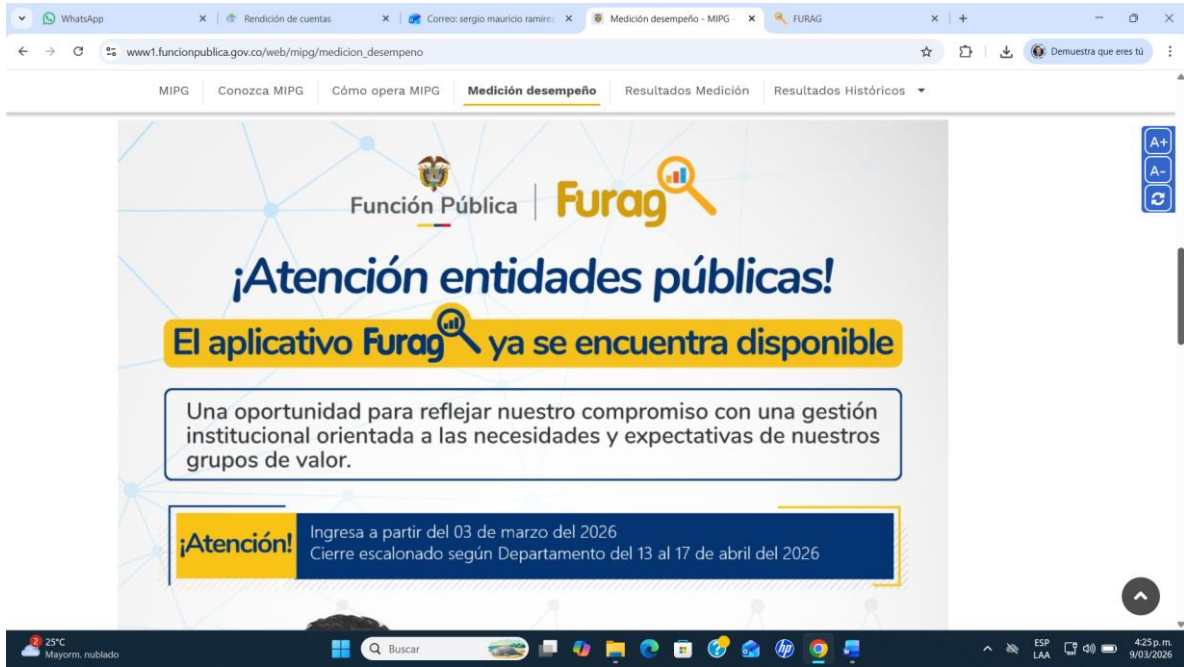 WhatsApp
Rendición de cuentas
Correo: sergio mauricio ramirez
Medición desempeño - MIPG -
FURAG
www1.funcionpublica.gov.co/web/mipg/medicion_desempeno
Demuestra que eres tú
MIPG
Conozca MIPG
Cómo opera MIPG
Medición desempeño
Resultados Medición
Resultados Históricos
A+
A-
Función Pública
Furag
¡Atención entidades públicas!
El aplicativo Furag ya se encuentra disponible
Una oportunidad para reflejar nuestro compromiso con una gestión
institucional orientada a las necesidades y expectativas de nuestros
grupos de valor.
¡Atención!
Ingresa a partir del 03 de marzo del 2026
Cierre escalonado según Departamento del 13 al 17 de abril del 2026
2
25°C
Mayorm. nublado
Buscar
hp
ESP
LAA
4:25 p.m.
9/03/2026